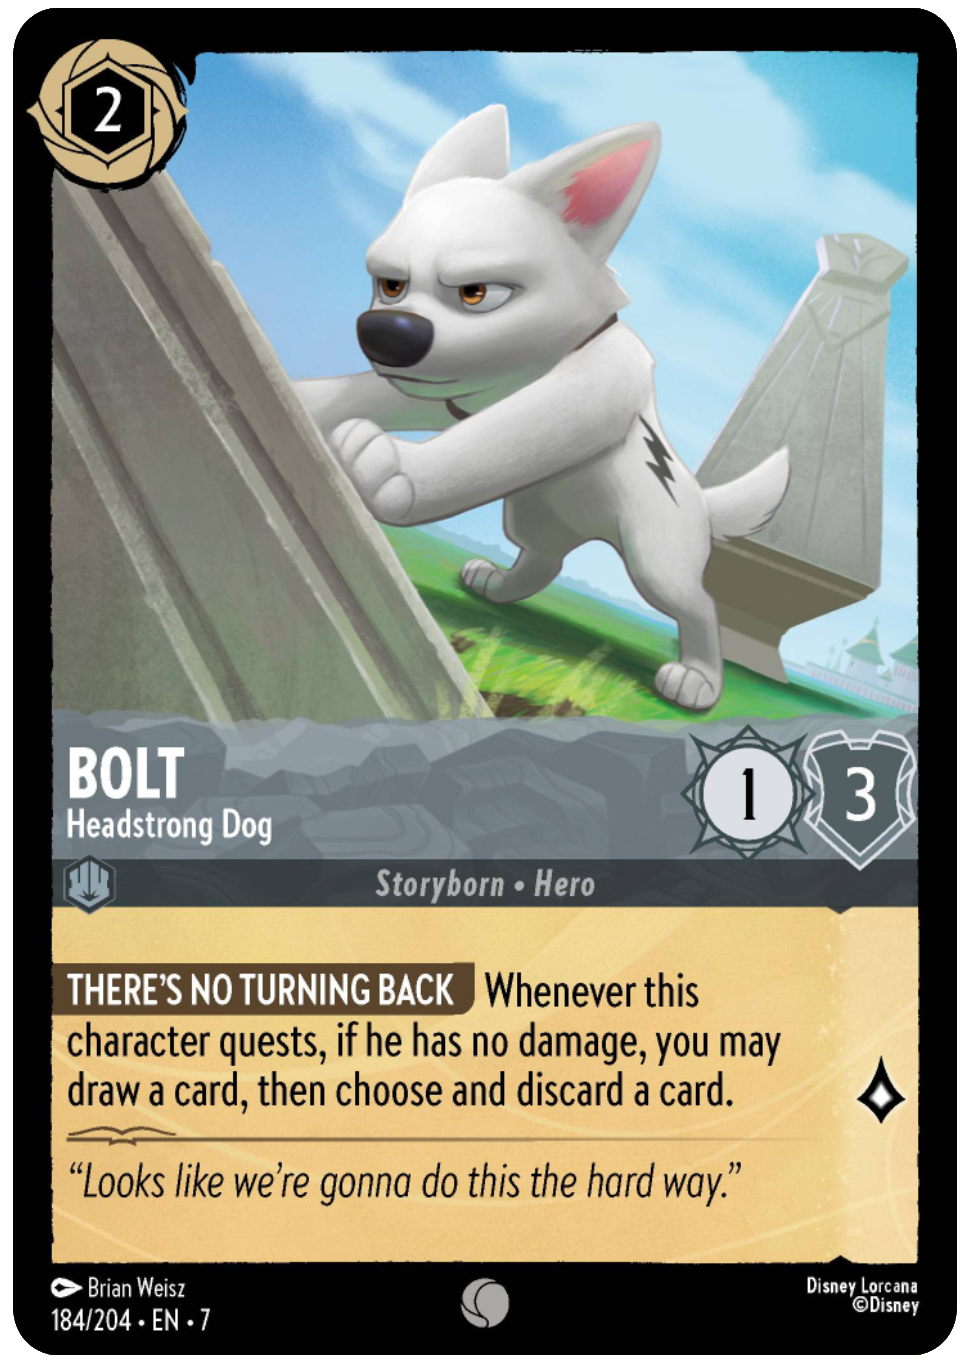 2
BOLT
Headstrong Dog
1
3
Storyborn • Hero
THERE'S NO TURNING BACK Whenever this
character quests, if he has no damage, you may
draw a card, then choose and discard a card.
“Looks like we’re gonna do this the hard way.”
Brian Weisz
184/204 • EN • 7
Disney Lorcana
©Disney